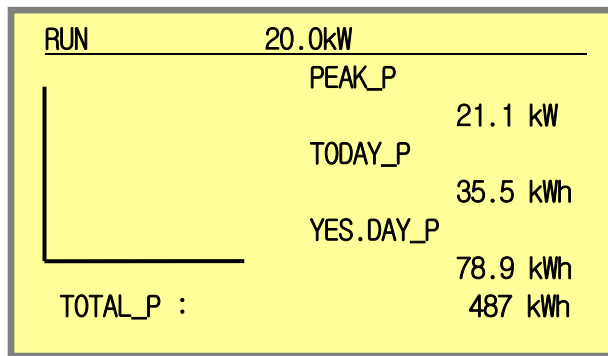 RUN 20.0kW
PEAK_P
21.1 kW
TODAY_P
35.5 kWh
YES.DAY_P
78.9 kWh
TOTAL_P : 487 kWh